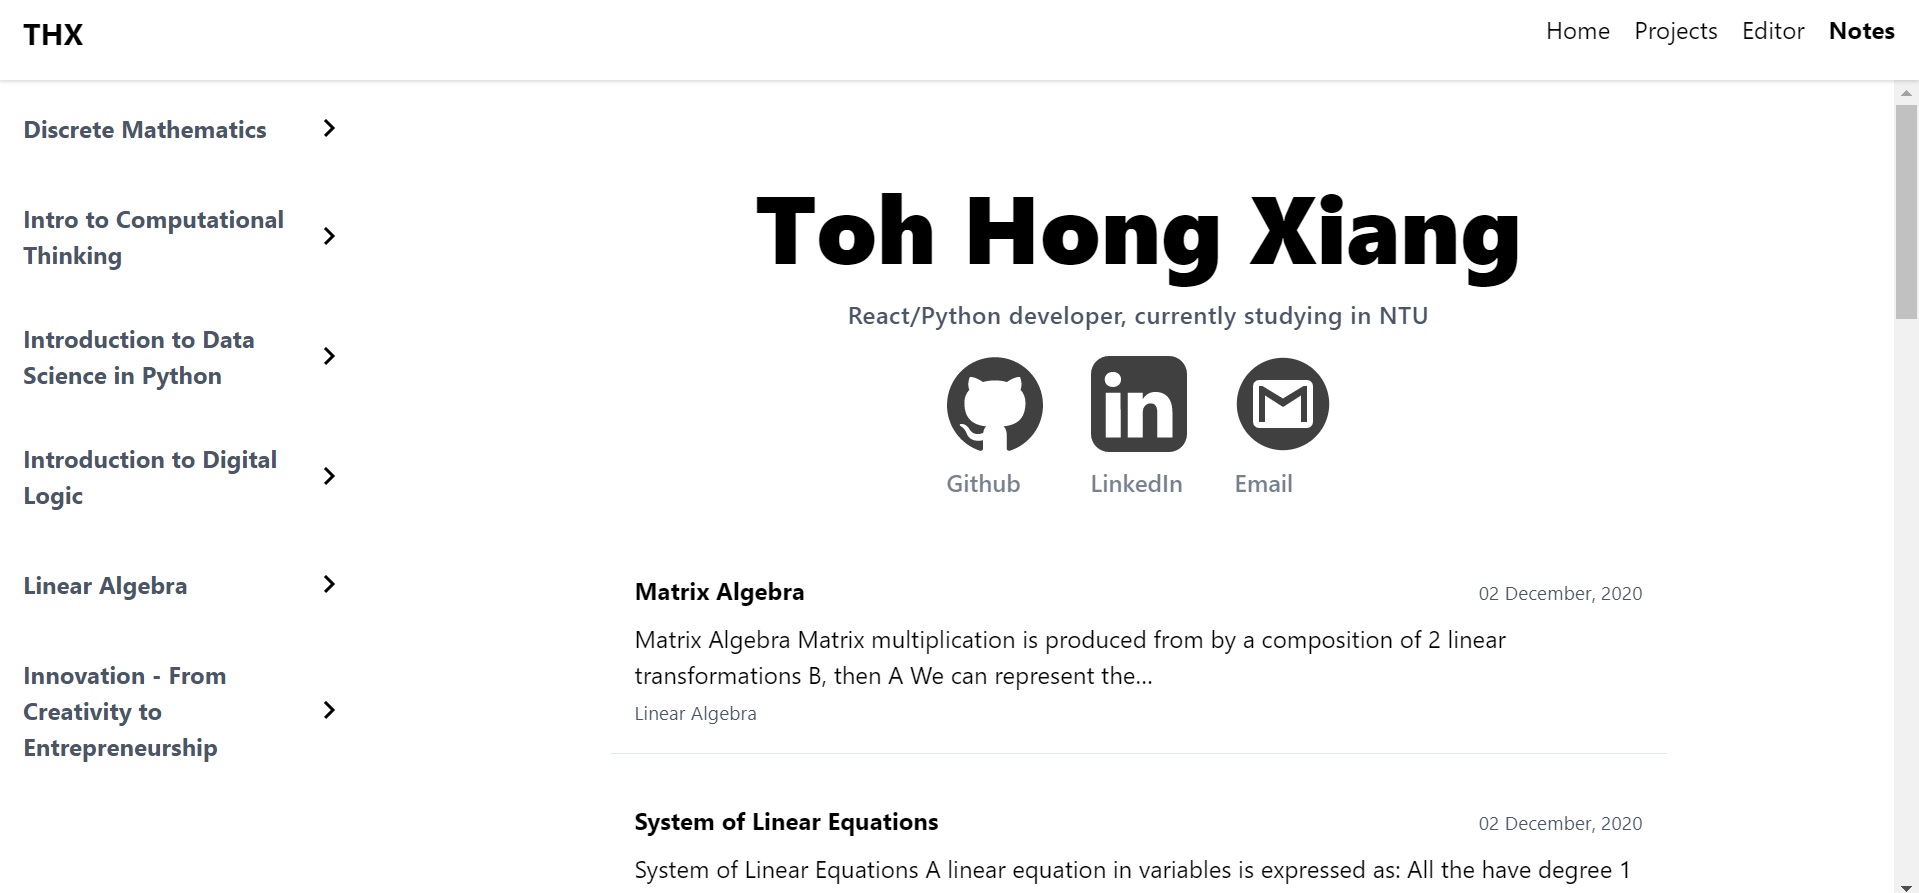 THX
Home Projects Editor Notes
Discrete Mathematics
Intro to Computational
Thinking
Introduction to Data
Science in Python
Introduction to Digital
Logic
Linear Algebra
Innovation - From
Creativity to
Entrepreneurship
Toh Hong Xiang
React/Python developer, currently studying in NTU
Github LinkedIn Email
Matrix Algebra 02 December, 2020
Matrix Algebra Matrix multiplication is produced from by a composition of 2 linear
transformations B, then A We can represent the...
Linear Algebra
System of Linear Equations 02 December, 2020
System of Linear Equations A linear equation in variables is expressed as: All the have degree 1